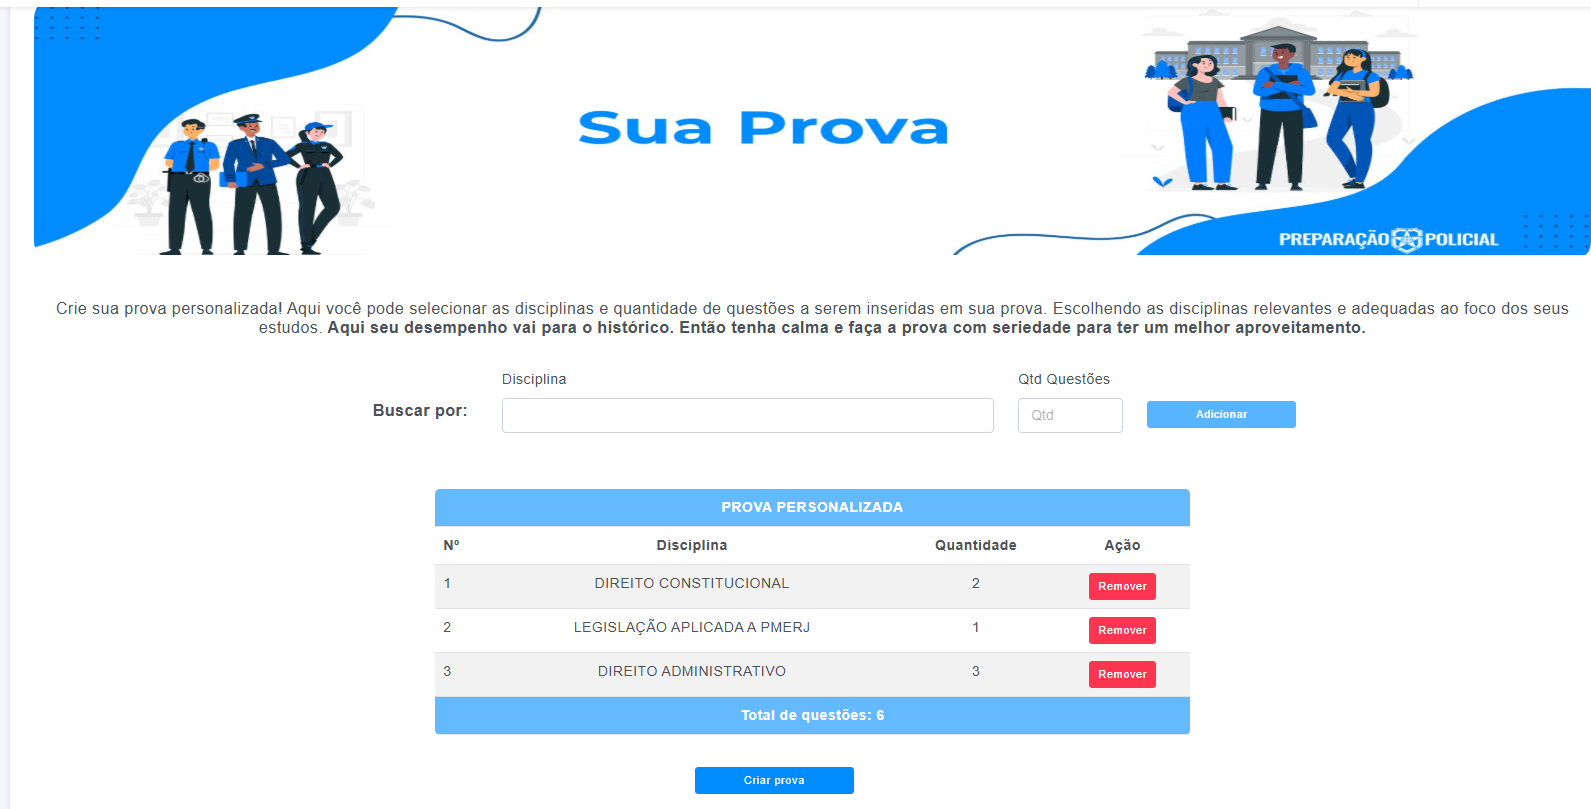 Sua Prova
PREPARAÇÃO POLICIAL
Crie sua prova personalizada! Aqui você pode selecionar as disciplinas e quantidade de questões a serem inseridas em sua prova. Escolhendo as disciplinas relevantes e adequadas ao foco dos seus
estudos. Aqui seu desempenho vai para o histórico. Então tenha calma e faça a prova com seriedade para ter um melhor aproveitamento.
Disciplina Qtd Questões
Buscar por: Qtd Adicionar
PROVA PERSONALIZADA
Nº Disciplina Quantidade Ação
1 DIREITO CONSTITUCIONAL 2 Remover
2 LEGISLAÇÃO APLICADA A PMERJ 1 Remover
3 DIREITO ADMINISTRATIVO 3 Remover
Total de questões: 6
Criar prova